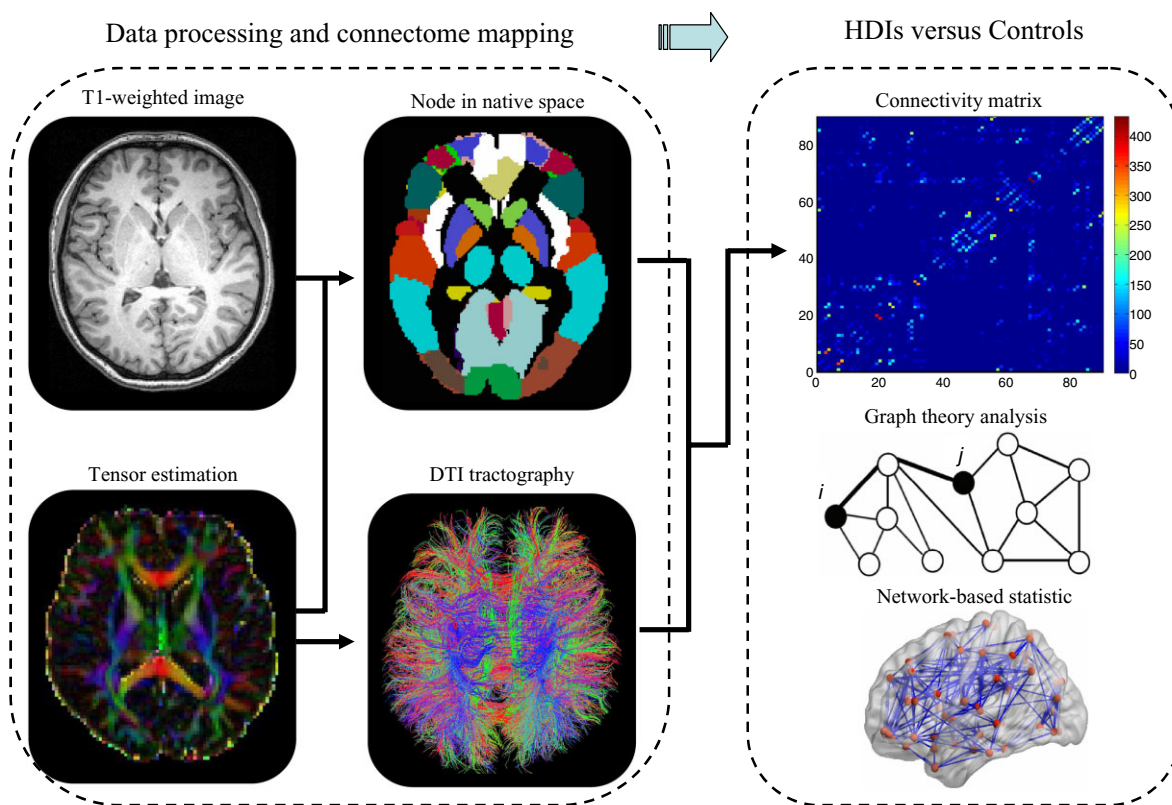 Data processing and connectome mapping
HDIs versus Controls
T1-weighted image
Node in native space
Tensor estimation
DTI tractography
Connectivity matrix
80
60
40
20
0
0
20
40
60
80
400
350
300
250
200
150
100
50
0
Graph theory analysis
i
j
Network-based statistic